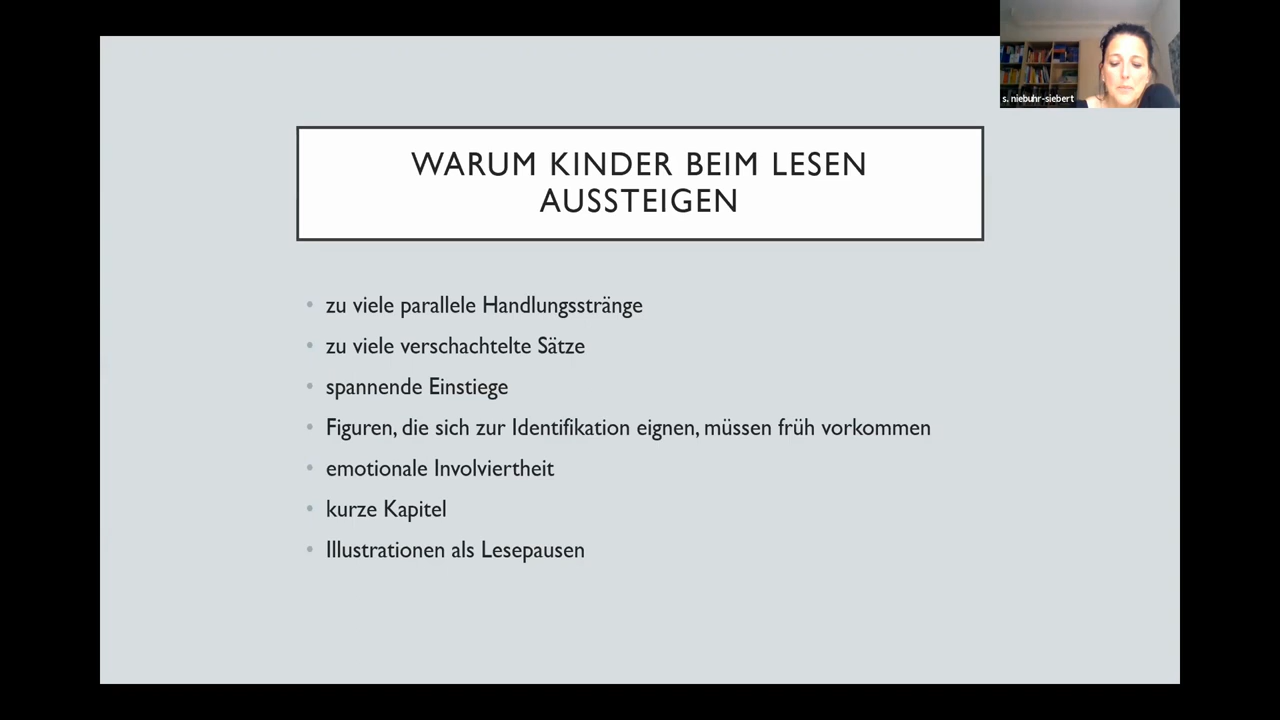 s. niebuhr-siebert
WARUM KINDER BEIM LESEN
AUSSTEIGEN
• zu viele parallele Handlungsstränge
• zu viele verschachtelte Sätze
• spannende Einstiege
• Figuren, die sich zur Identifikation eignen, müssen früh vorkommen
• emotionale Involviertheit
• kurze Kapitel
• Illustrationen als Lesepausen